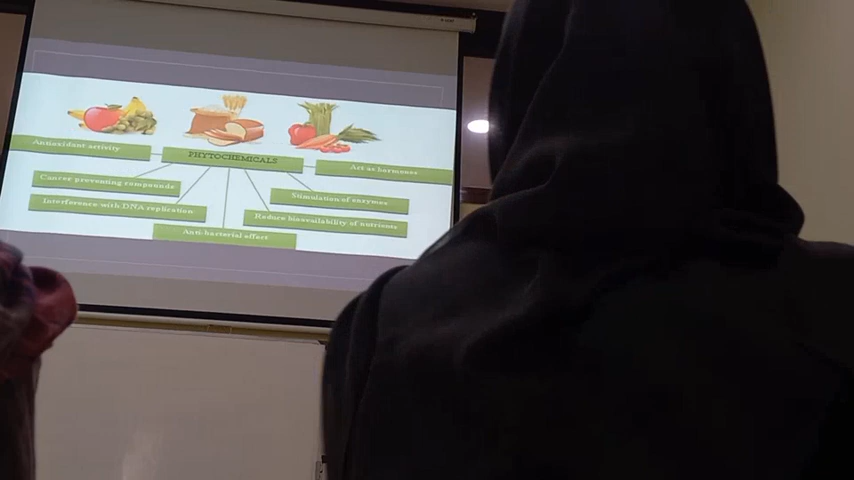 PHYTOCHEMICALS
Antioxidant activity
Act as hormones
Cancer preventing compounds
Stimulation of enzymes
Interference with DNA replication
Reduce bioavailability of nutrients
Anti-bacterial effect